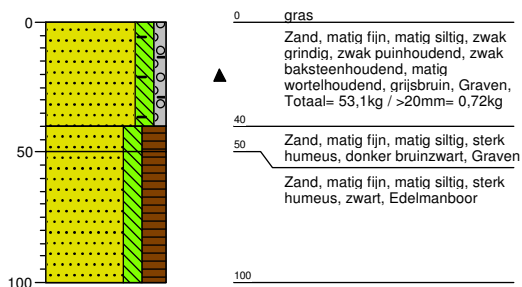 0
0
gras
Zand, matig fijn, matig siltig, zwak
grindig, zwak puinhoudend, zwak
baksteenhoudend, matig
wortelhoudend, grijsbruin, Graven,
Totaal= 53,1kg / >20mm= 0,72kg
40
Zand, matig fijn, matig siltig, sterk
humeus, donker bruinzwart, Graven
50
50
Zand, matig fijn, matig siltig, sterk
humeus, zwart, Edelmanboor
100
100